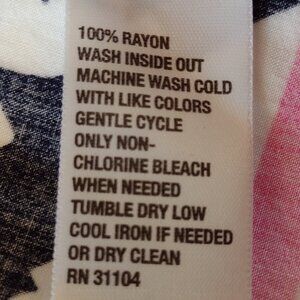 100% RAYON
WASH INSIDE OUT
MACHINE WASH COLD
WITH LIKE COLORS
GENTLE CYCLE
ONLY NON-
CHLORINE BLEACH
WHEN NEEDED
TUMBLE DRY LOW
COOL IRON IF NEEDED
OR DRY CLEAN
RN 31104